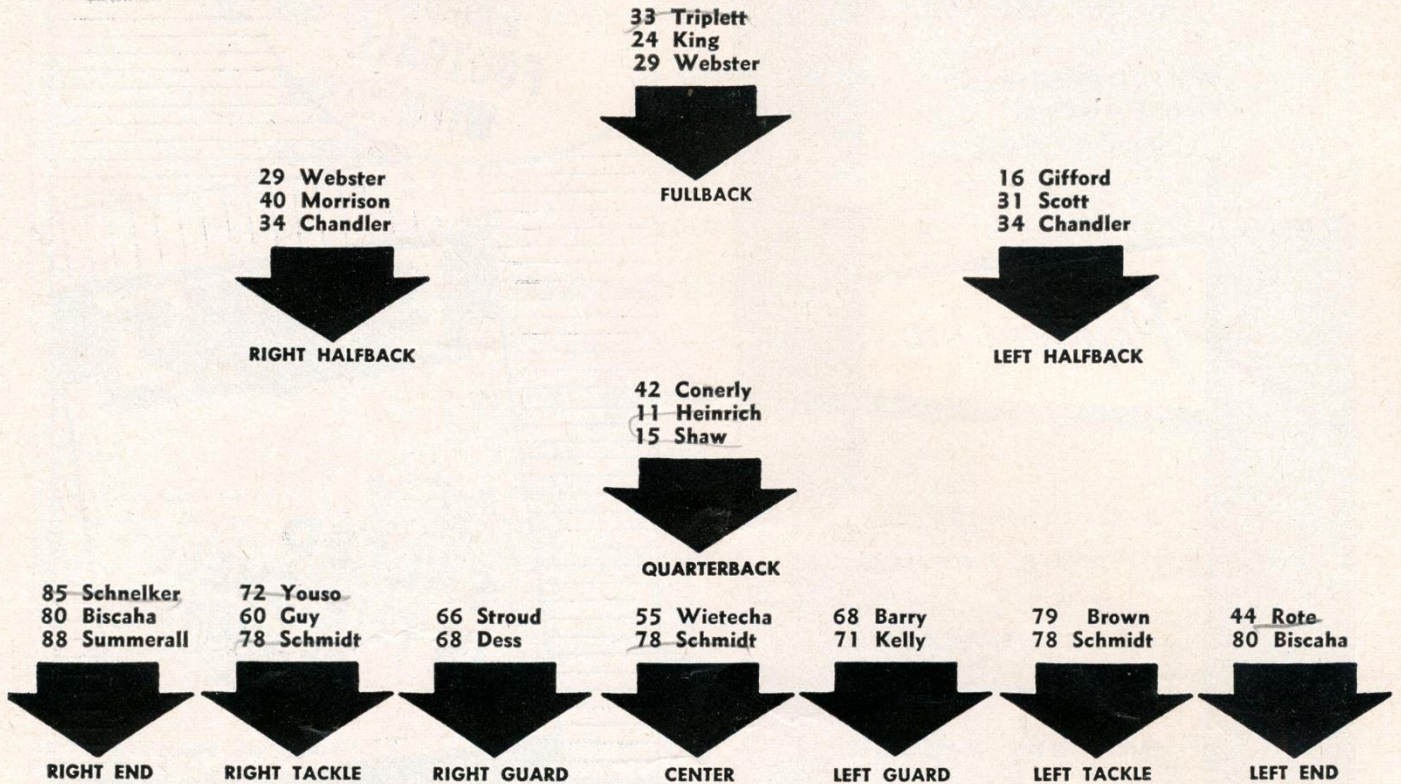 33 Triplett
24 King
29 Webster
FULLBACK
29 Webster
40 Morrison
34 Chandler
RIGHT HALFBACK
16 Gifford
31 Scott
34 Chandler
LEFT HALFBACK
42 Conerly
11 Heinrich
15 Shaw
QUARTERBACK
85 Schnelker
80 Biscaha
88 Summerall
RIGHT END
72 Youso
60 Guy
78 Schmidt
RIGHT TACKLE
66 Stroud
68 Dess
RIGHT GUARD
55 Wietecha
78 Schmidt
CENTER
68 Barry
71 Kelly
LEFT GUARD
79 Brown
78 Schmidt
LEFT TACKLE
44 Rote
80 Biscaha
LEFT END